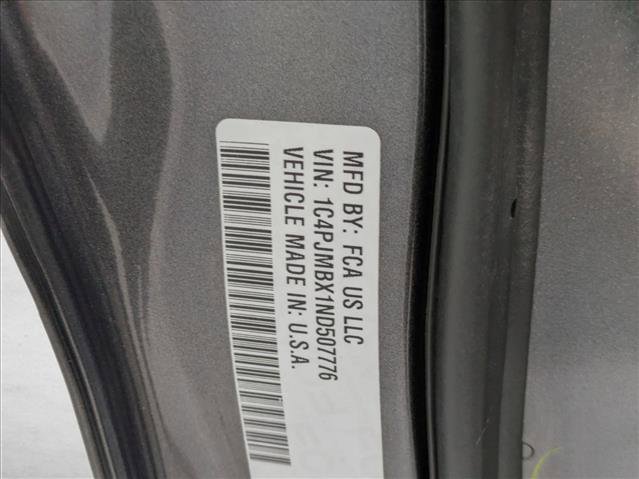 MFD BY: FCA US LLC
VIN: 1C4PJMBX1ND507776
VEHICLE MADE IN: U.S.A.